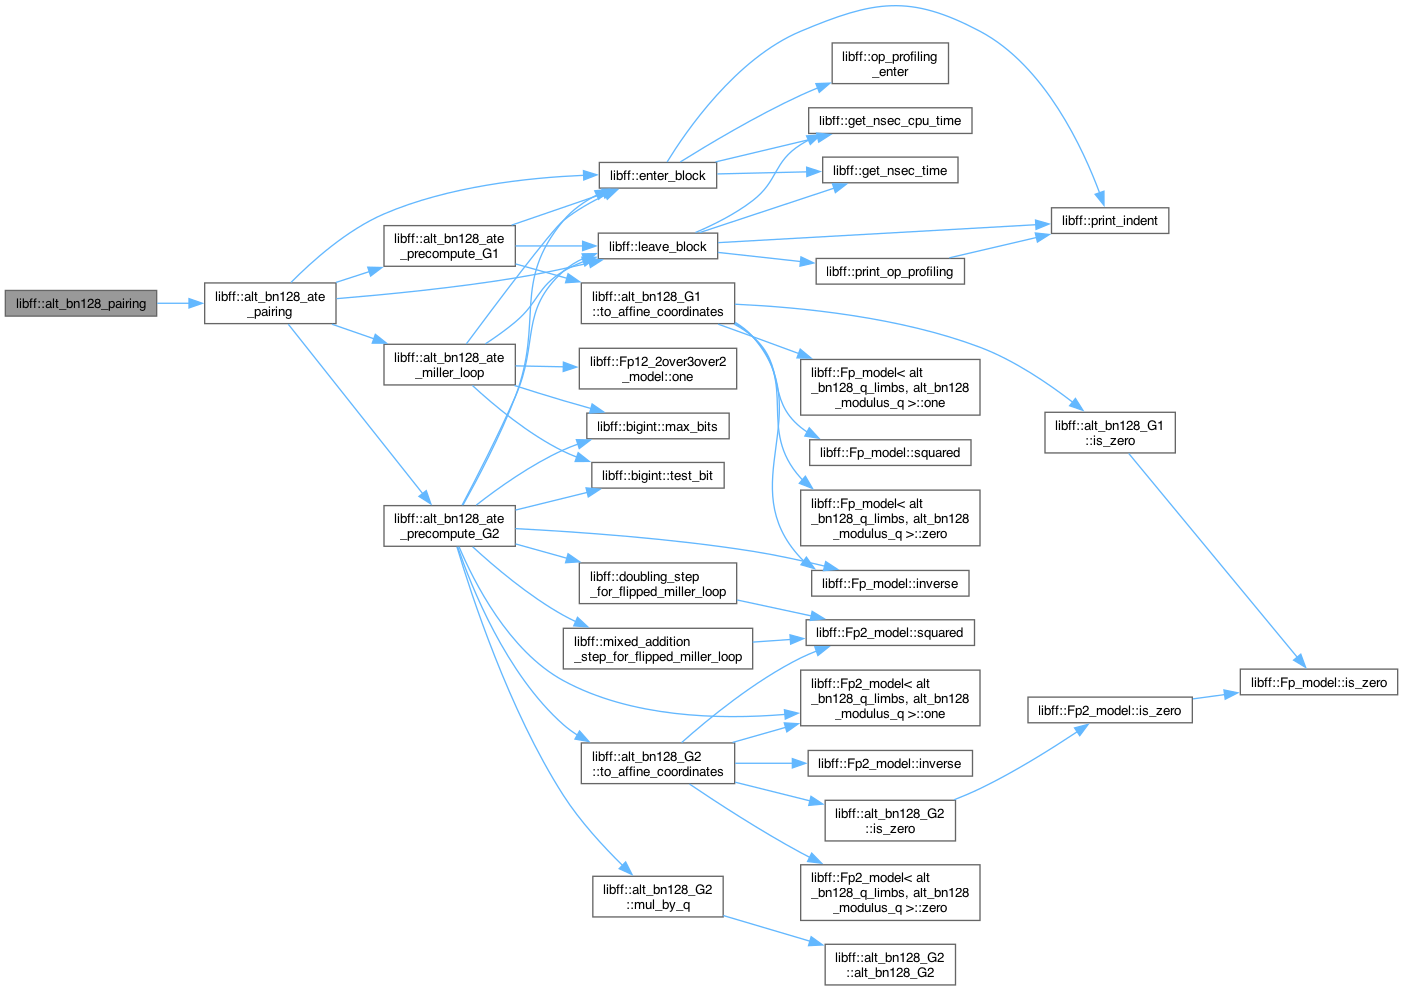 libff::alt_bn128_pairing
libff::alt_bn128_ate
_pairing
libff::alt_bn128_ate
_precompute_G1
libff::alt_bn128_ate
_miller_loop
libff::alt_bn128_ate
_precompute_G2
libff::enter_block
libff::leave_block
libff::alt_bn128_G1
::to_affine_coordinates
libff::Fp12_2over3over2
_model::one
libff::bigint::max_bits
libff::bigint::test_bit
libff::doubling_step
_for_flipped_miller_loop
libff::mixed_addition
_step_for_flipped_miller_loop
libff::alt_bn128_G2
::to_affine_coordinates
libff::alt_bn128_G2
::mul_by_q
libff::op_profiling
_enter
libff::get_nsec_cpu_time
libff::get_nsec_time
libff::print_op_profiling
libff::Fp_model< alt
_bn128_q_limbs, alt_bn128
_modulus_q >::one
libff::Fp_model::squared
libff::Fp_model< alt
_bn128_q_limbs, alt_bn128
_modulus_q >::zero
libff::Fp_model::inverse
libff::Fp2_model::squared
libff::Fp2_model< alt
_bn128_q_limbs, alt_bn128
_modulus_q >::one
libff::Fp2_model::inverse
libff::alt_bn128_G2
::is_zero
libff::Fp2_model< alt
_bn128_q_limbs, alt_bn128
_modulus_q >::zero
libff::alt_bn128_G2
::alt_bn128_G2
libff::print_indent
libff::alt_bn128_G1
::is_zero
libff::Fp2_model::is_zero
libff::Fp_model::is_zero